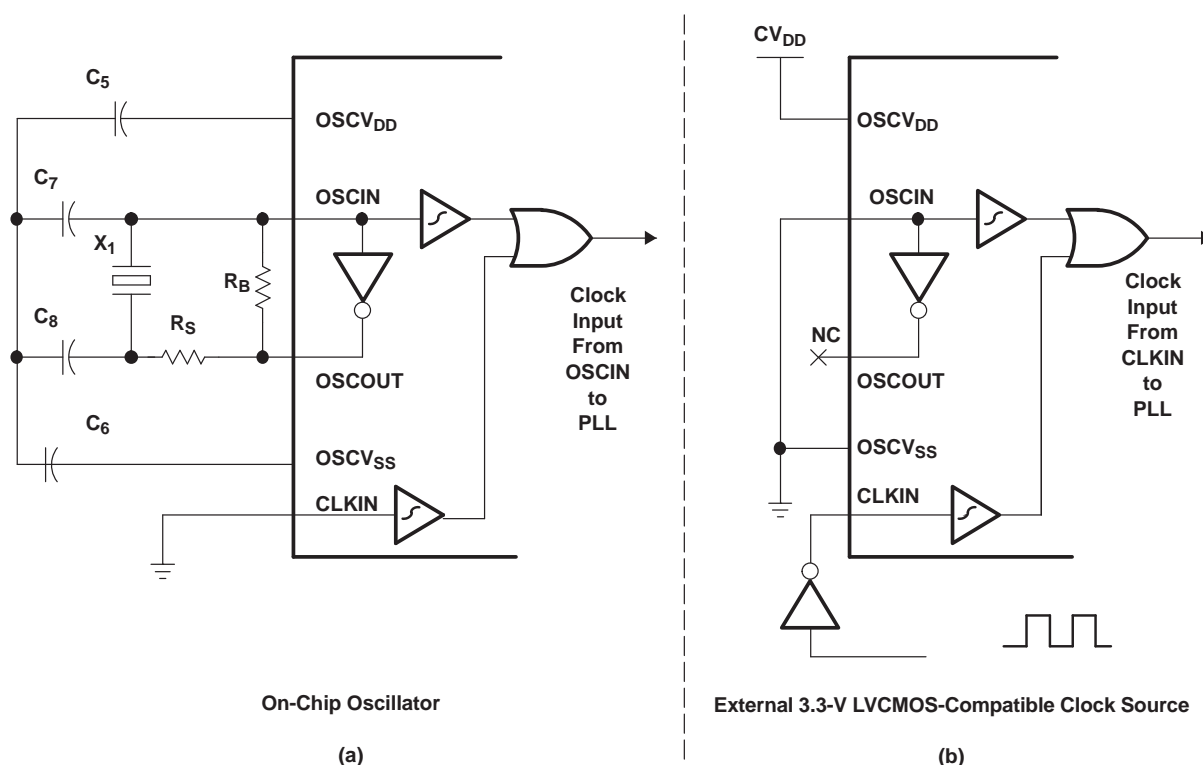 C5
OSCVDD
C7
OSCIN
X1
RB
C8
RS
OSCOUT
C6
OSCVSS
CLKIN
Clock
Input
From
OSCIN
to
PLL
On-Chip Oscillator
(a)
CVDD
OSCVDD
OSCIN
NC
OSCOUT
OSCVSS
CLKIN
Clock
Input
From
CLKIN
to
PLL
External 3.3-V LVCMOS-Compatible Clock Source
(b)